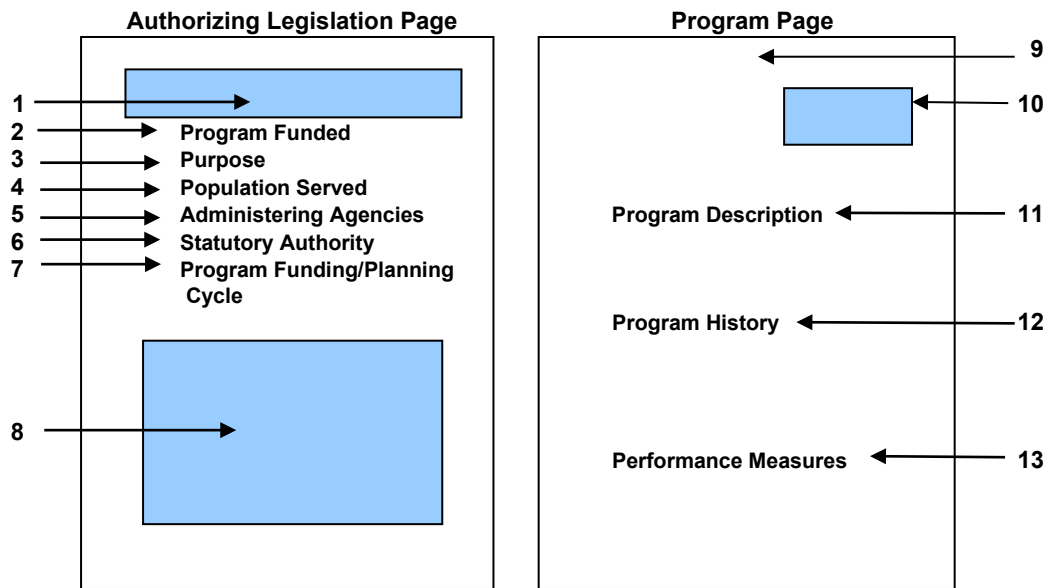 Authorizing Legislation Page
1
2 Program Funded
3 Purpose
4 Population Served
5 Administering Agencies
6 Statutory Authority
7 Program Funding/Planning
Cycle
8
Program Page
9
10
Program Description 11
Program History 12
Performance Measures 13